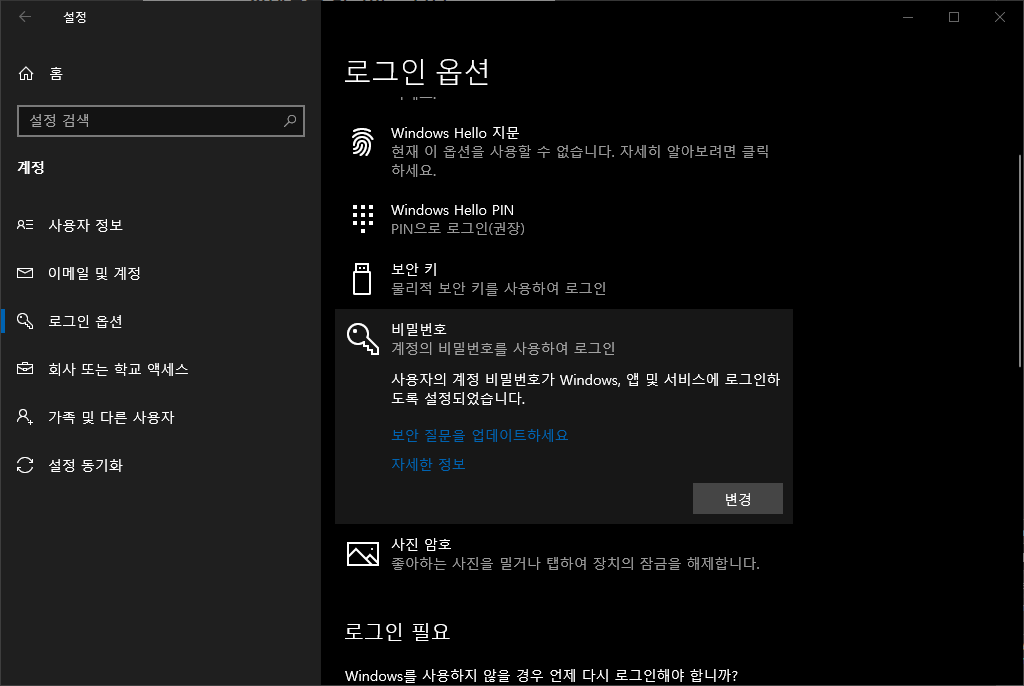 설정
홈
설정 검색
계정
사용자 정보
이메일 및 계정
로그인 옵션
회사 또는 학교 액세스
가족 및 다른 사용자
설정 동기화
로그인 옵션
Windows Hello 지문
현재 이 옵션을 사용할 수 없습니다. 자세히 알아보려면 클릭
하세요.
Windows Hello PIN
PIN으로 로그인(권장)
보안 키
물리적 보안 키를 사용하여 로그인
비밀번호
계정의 비밀번호를 사용하여 로그인
사용자의 계정 비밀번호가 Windows, 앱 및 서비스에 로그인하
도록 설정되었습니다.
보안 질문을 업데이트하세요
자세한 정보
변경
사진 암호
좋아하는 사진을 밀거나 탭하여 장치의 잠금을 해제합니다.
로그인 필요
Windows를 사용하지 않을 경우 언제 다시 로그인해야 합니까?